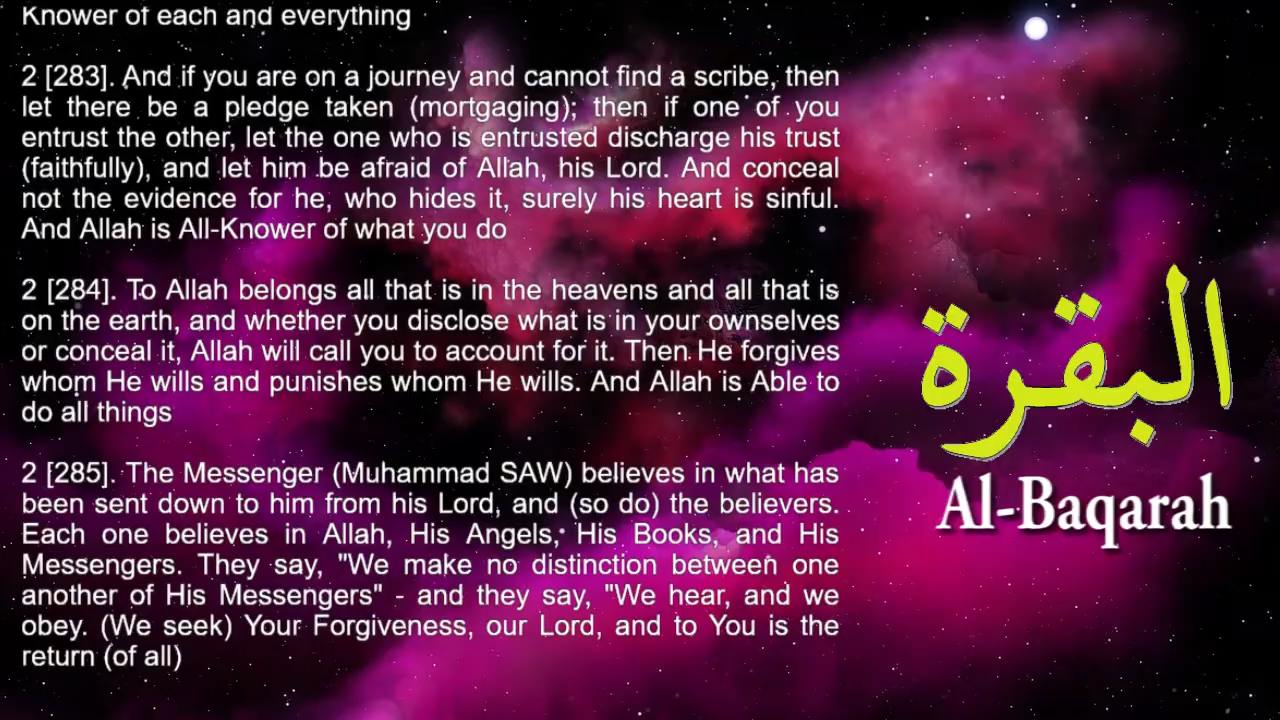 Knower of each and everything
2 [283]. And if you are on a journey and cannot find a scribe, then
let there be a pledge taken (mortgaging); then if one of you
entrust the other, let the one who is entrusted discharge his trust
(faithfully), and let him be afraid of Allah, his Lord. And conceal
not the evidence for he, who hides it, surely his heart is sinful.
And Allah is All-Knower of what you do
2 [284]. To Allah belongs all that is in the heavens and all that is
on the earth, and whether you disclose what is in your ownselves
or conceal it, Allah will call you to account for it. Then He forgives
whom He wills and punishes whom He wills. And Allah is Able to
do all things
2 [285]. The Messenger (Muhammad SAW) believes in what has
been sent down to him from his Lord, and (so do) the believers.
Each one believes in Allah, His Angels, His Books, and His
Messengers. They say, "We make no distinction between one
another of His Messengers" - and they say, "We hear, and we
obey. (We seek) Your Forgiveness, our Lord, and to You is the
return (of all)
البقرة
Al-Baqarah